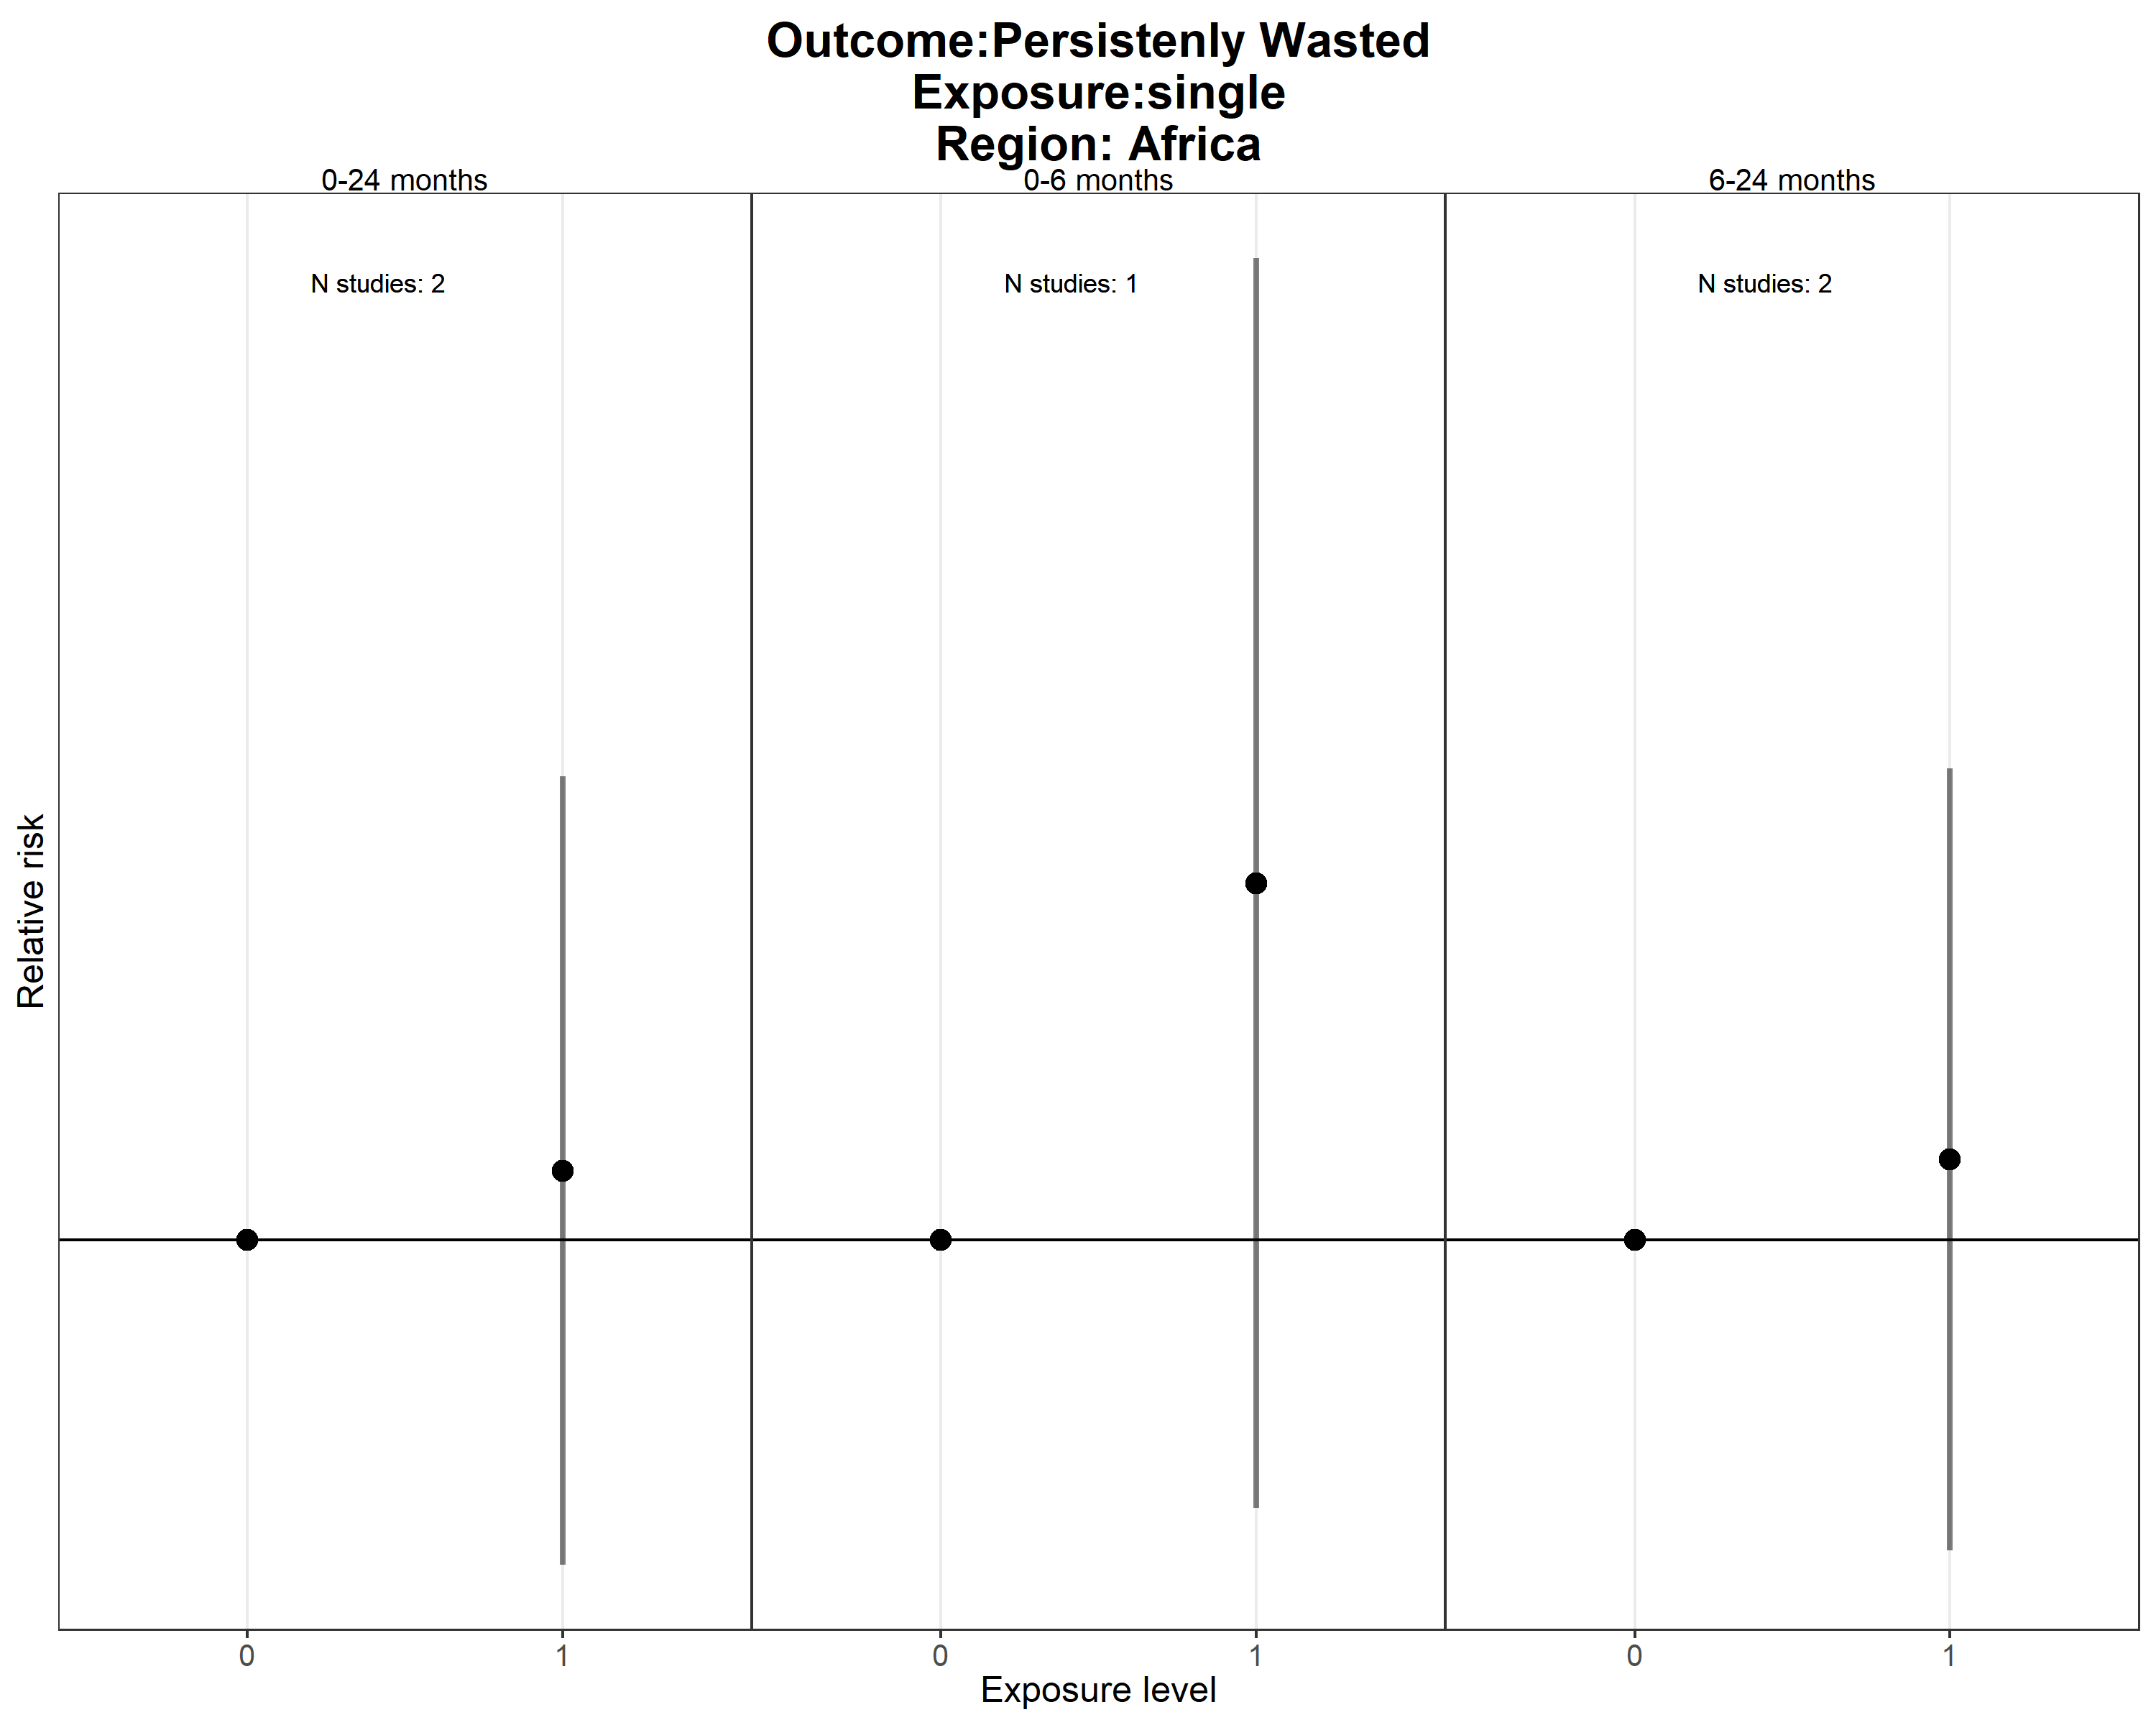 Outcome:Persistenly Wasted
Exposure:single
Region: Africa
0-24 months
0-6 months
6-24 months
N studies: 2
N studies: 1
N studies: 2
Relative risk
0
1
0
1
0
1
Exposure level